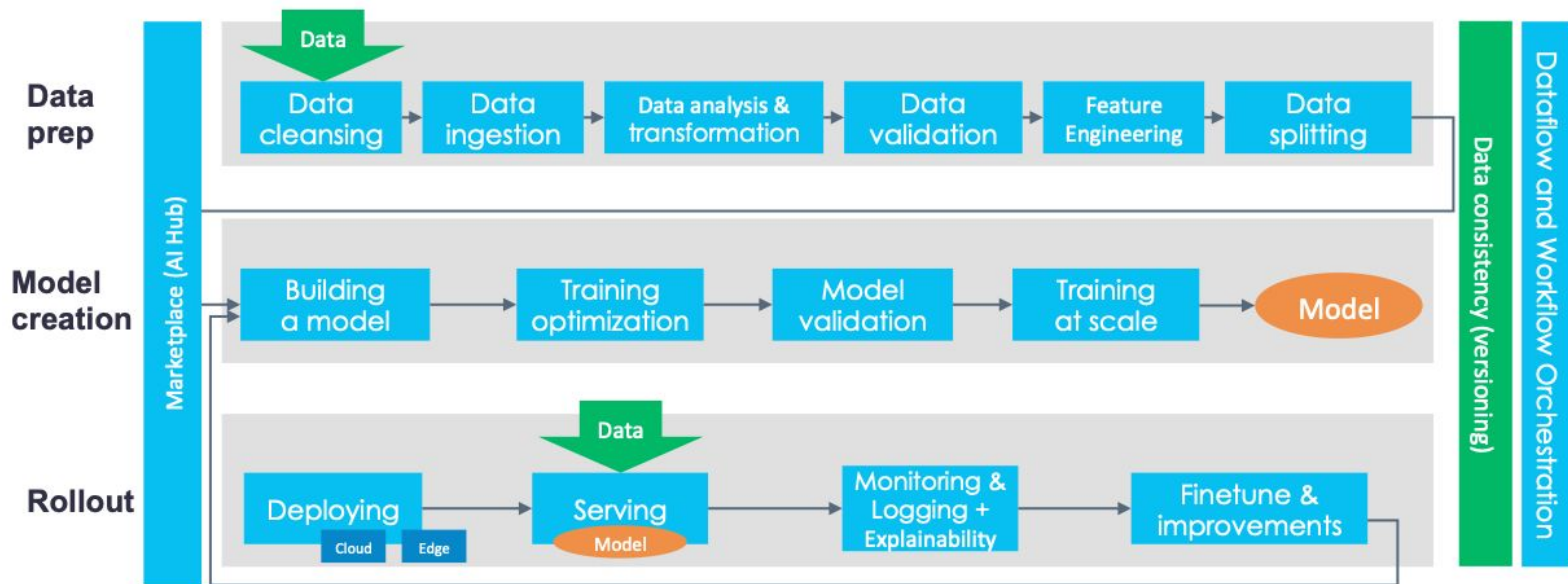 Data
prep
Data
Data
cleansing
Data
ingestion
Data analysis &
transformation
Data
validation
Feature
Engineering
Data
splitting
Marketplace (AI Hub)
Model
creation
Building
a model
Training
optimization
Model
validation
Training
at scale
Model
Rollout
Data
Deploying
Cloud
Edge
Serving
Model
Monitoring &
Logging +
Explainability
Finetune &
improvements
Data consistency (versioning)
Dataflow and Workflow Orchestration